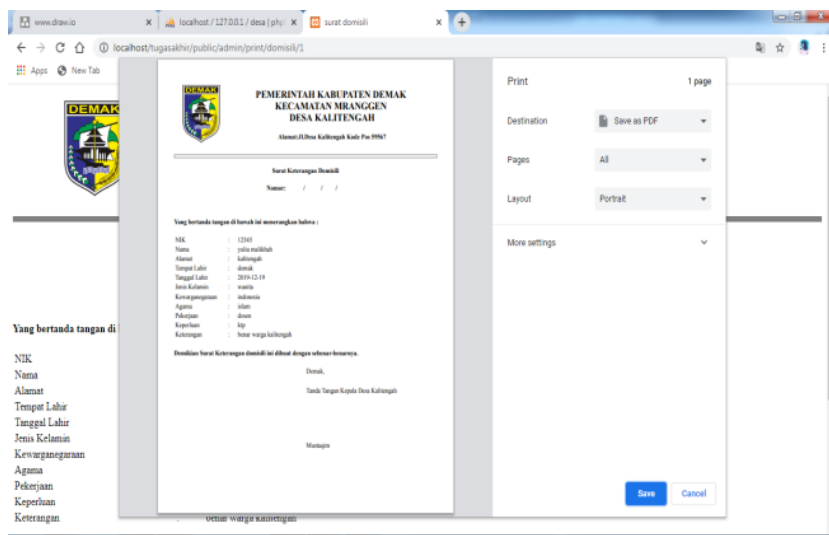 www.draw.io
localhost / 127.0.0.1 / desa | php
surat domisili
localhost/tugasakhir/public/admin/print/domisili/1
Apps
New Tab
DEMAK
Yang bertanda tangan di
NIK
Nama
Alamat
Tempat Lahir
Tanggal Lahir
Jenis Kelamin
Kewarganegaraan
Agama
Pekerjaan
Keperluan
Keterangan : benar warga kalitengah
DEMAK
PEMERINTAH KABUPATEN DEMAK
KECAMATAN MRANGGEN
DESA KALITENGAH
Alamat:Jl.Desa Kalitengah Kode Pos 59567
Surat Keterangan Domisili
Nomor: / / /
Yang bertanda tangan di bawah ini menerangkan bahwa :
NIK : 12345
Nama : yulia malikhah
Alamat : kalitengah
Tempat Lahir : demak
Tanggal Lahir : 2019-12-19
Jenis Kelamin : wanita
Kewarganegaraan : indonesia
Agama : islam
Pekerjaan : dosen
Keperluan : ktp
Keterangan : benar warga kalitengah
Demikian Surat Keterangan domisili ini dibuat dengan sebenar-benarnya.
Demak,
Tanda Tangan Kepala Desa Kalitengah
Print
1 page
Destination
Save as PDF
Pages
All
Layout
Portrait
More settings
Save
Cancel